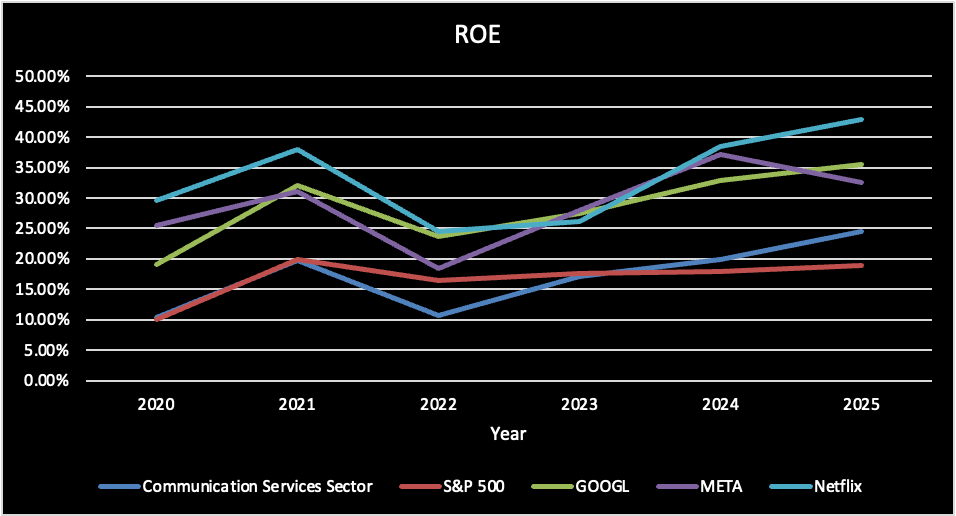 ROE
50.00%
45.00%
40.00%
35.00%
30.00%
25.00%
20.00%
15.00%
10.00%
5.00%
0.00%
2020 2021 2022 2023 2024 2025
Year
Communication Services Sector S&P 500 GOOGL META Netflix